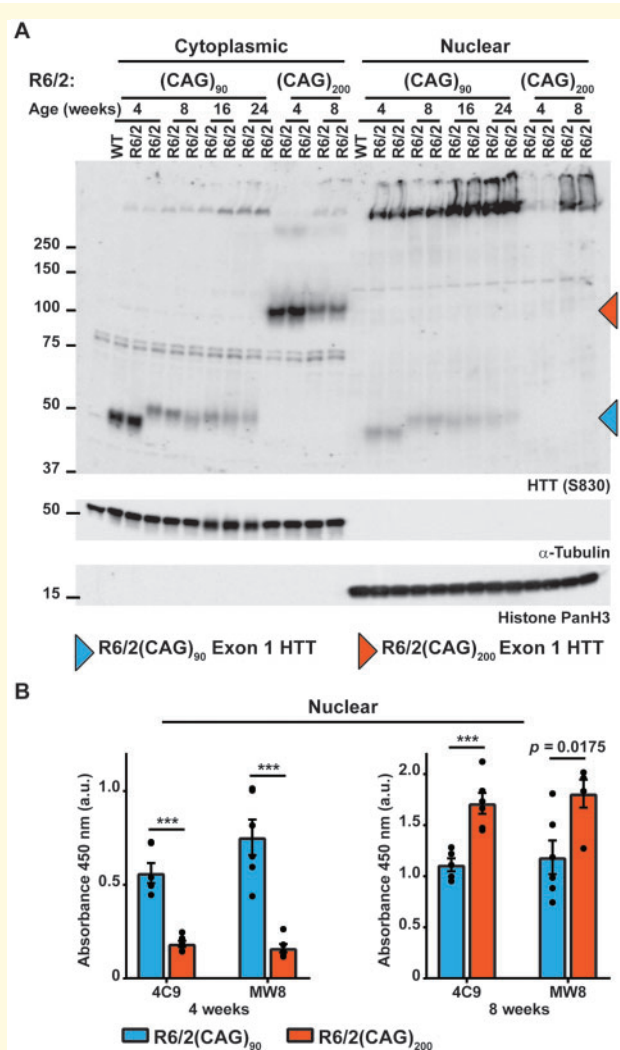 A
Cytoplasmic Nuclear
R6/2: (CAG)90 (CAG)200 (CAG)90 (CAG)200
Age (weeks) 4 8 16 24 4 8 4 8 16 24 4 8
WT R6/2 R6/2 R6/2 R6/2 R6/2 R6/2 R6/2 R6/2 R6/2 R6/2 R6/2 WT R6/2 R6/2 R6/2 R6/2 R6/2 R6/2 R6/2 R6/2 R6/2 R6/2 R6/2 R6/2
250
150
100
75
50
37
HTT (S830)
50
α-Tubulin
15
Histone PanH3
R6/2(CAG)90 Exon 1 HTT R6/2(CAG)200 Exon 1 HTT
B
Nuclear
*** *** *** p = 0.0175
Absorbance 450 nm (a.u.)
1.0
0.5
0
4C9 MW8
4 weeks
Absorbance 450 nm (a.u.)
2.0
1.5
1.0
0.5
0
4C9 MW8
8 weeks
R6/2(CAG)90 R6/2(CAG)200